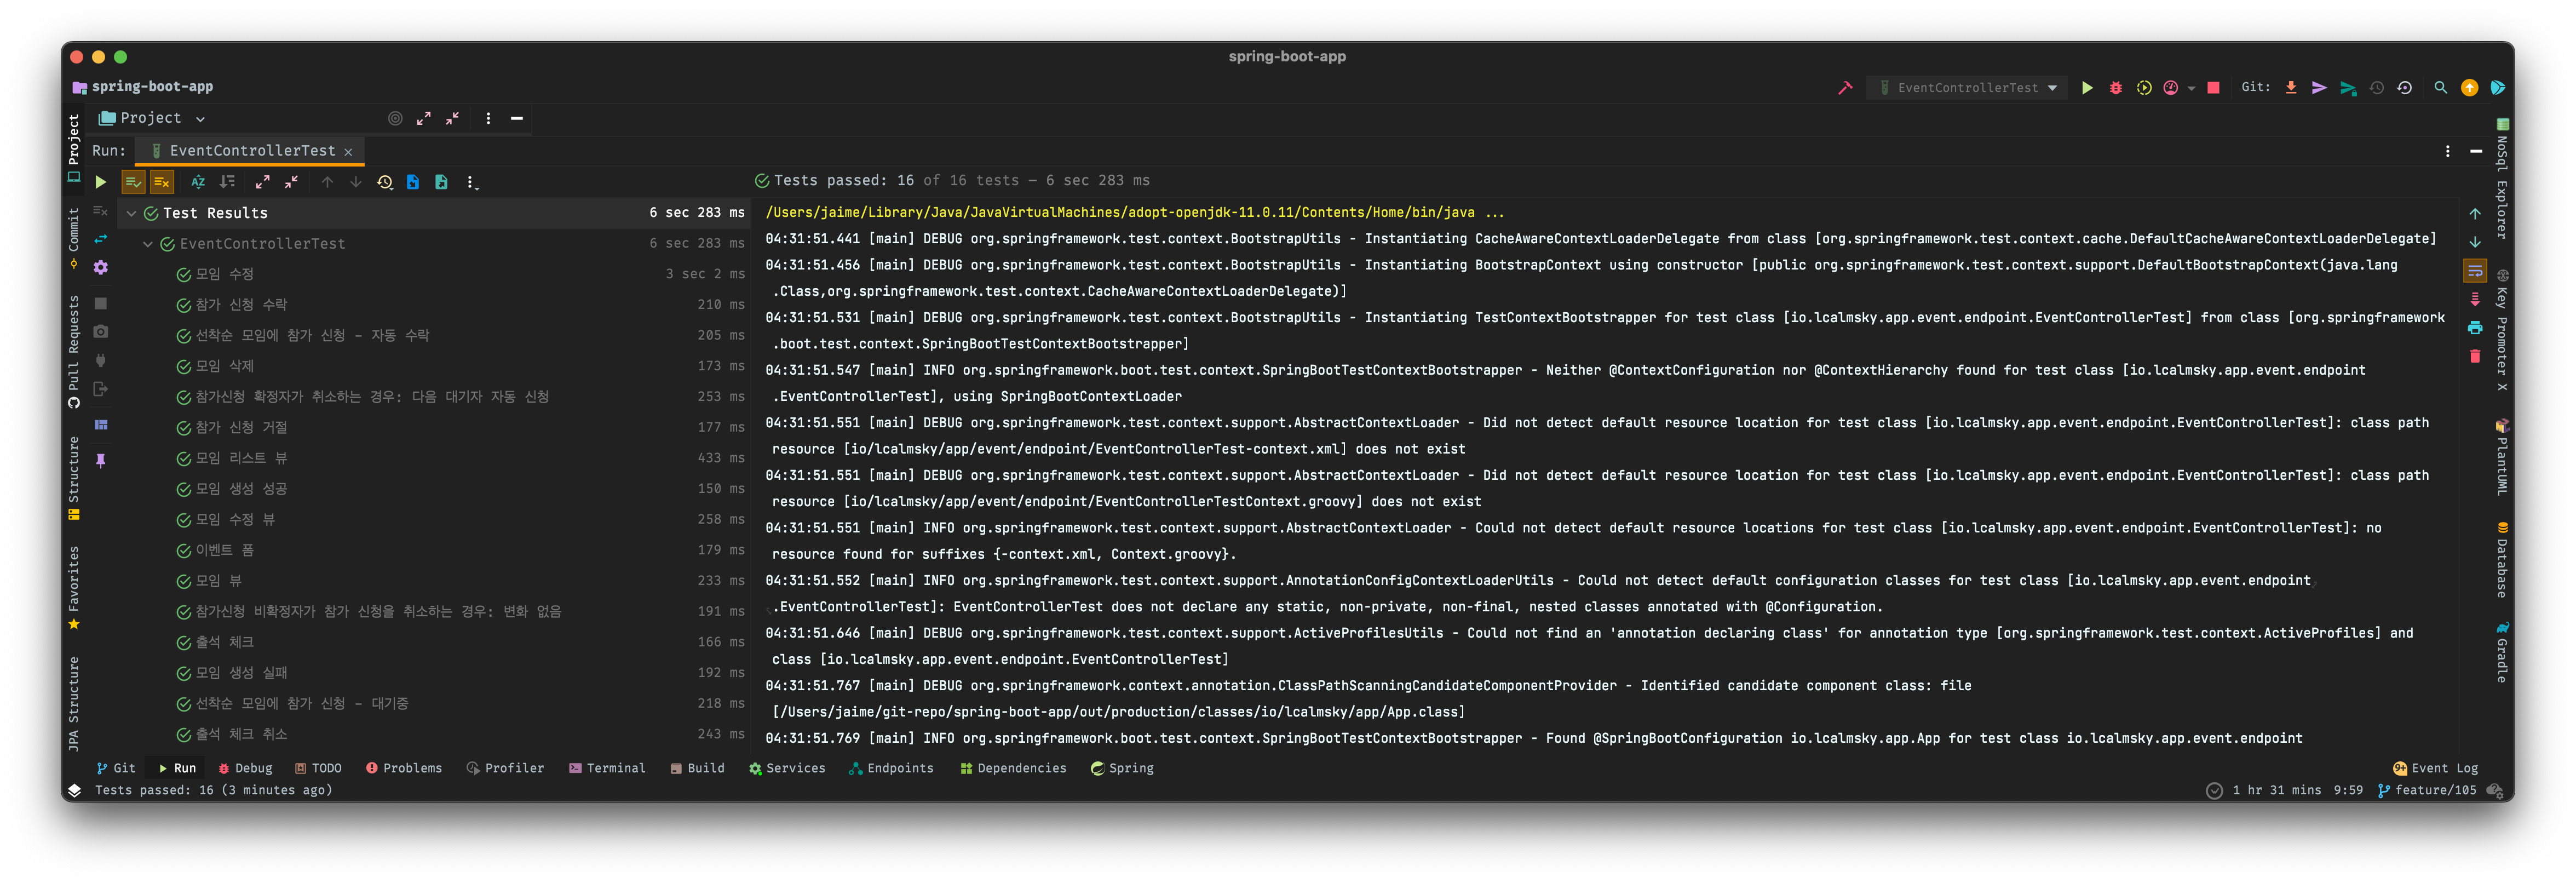 spring-boot-app
spring-boot-app
EventControllerTest
Git:
Project
Run: EventControllerTest ×
Tests passed: 16 of 16 tests – 6 sec 283 ms
Test Results 6 sec 283 ms
EventControllerTest 6 sec 283 ms
모임 수정 3 sec 2 ms
참가 신청 수락 210 ms
선착순 모임에 참가 신청 - 자동 수락 205 ms
모임 삭제 173 ms
참가신청 확정자가 취소하는 경우: 다음 대기자 자동 신청 253 ms
참가 신청 거절 177 ms
모임 리스트 뷰 433 ms
모임 생성 성공 150 ms
모임 수정 뷰 258 ms
이벤트 폼 179 ms
모임 뷰 233 ms
참가신청 비확정자가 참가 신청을 취소하는 경우: 변화 없음 191 ms
출석 체크 166 ms
모임 생성 실패 192 ms
선착순 모임에 참가 신청 - 대기중 218 ms
출석 체크 취소 243 ms
/Users/jaime/Library/Java/JavaVirtualMachines/adopt-openjdk-11.0.11/Contents/Home/bin/java ...
04:31:51.441 [main] DEBUG org.springframework.test.context.BootstrapUtils - Instantiating CacheAwareContextLoaderDelegate from class [org.springframework.test.context.cache.DefaultCacheAwareContextLoaderDelegate]
04:31:51.456 [main] DEBUG org.springframework.test.context.BootstrapUtils - Instantiating BootstrapContext using constructor [public org.springframework.test.context.support.DefaultBootstrapContext(java.lang
.Class,org.springframework.test.context.CacheAwareContextLoaderDelegate)]
04:31:51.531 [main] DEBUG org.springframework.test.context.BootstrapUtils - Instantiating TestContextBootstrapper for test class [io.lcalmsky.app.event.endpoint.EventControllerTest] from class [org.springframework
.boot.test.context.SpringBootTestContextBootstrapper]
04:31:51.547 [main] INFO org.springframework.boot.test.context.SpringBootTestContextBootstrapper - Neither @ContextConfiguration nor @ContextHierarchy found for test class [io.lcalmsky.app.event.endpoint
.EventControllerTest], using SpringBootContextLoader
04:31:51.551 [main] DEBUG org.springframework.test.context.support.AbstractContextLoader - Did not detect default resource location for test class [io.lcalmsky.app.event.endpoint.EventControllerTest]: class path
resource [io/lcalmsky/app/event/endpoint/EventControllerTest-context.xml] does not exist
04:31:51.551 [main] DEBUG org.springframework.test.context.support.AbstractContextLoader - Did not detect default resource location for test class [io.lcalmsky.app.event.endpoint.EventControllerTest]: class path
resource [io/lcalmsky/app/event/endpoint/EventControllerTestContext.groovy] does not exist
04:31:51.551 [main] INFO org.springframework.test.context.support.AbstractContextLoader - Could not detect default resource locations for test class [io.lcalmsky.app.event.endpoint.EventControllerTest]: no
resource found for suffixes {-context.xml, Context.groovy}.
04:31:51.552 [main] INFO org.springframework.test.context.support.AnnotationConfigContextLoaderUtils - Could not detect default configuration classes for test class [io.lcalmsky.app.event.endpoint
.EventControllerTest]: EventControllerTest does not declare any static, non-private, non-final, nested classes annotated with @Configuration.
04:31:51.646 [main] DEBUG org.springframework.test.context.support.ActiveProfilesUtils - Could not find an 'annotation declaring class' for annotation type [org.springframework.test.context.ActiveProfiles] and
class [io.lcalmsky.app.event.endpoint.EventControllerTest]
04:31:51.767 [main] DEBUG org.springframework.context.annotation.ClassPathScanningCandidateComponentProvider - Identified candidate component class: file
[/Users/jaime/git-repo/spring-boot-app/out/production/classes/io/lcalmsky/app/App.class]
04:31:51.769 [main] INFO org.springframework.boot.test.context.SpringBootTestContextBootstrapper - Found @SpringBootConfiguration io.lcalmsky.app.App for test class io.lcalmsky.app.event.endpoint
Project
Commit
Pull Requests
Structure
Favorites
JPA Structure
NoSql Explorer
Key Promoter X
PlantUML
Database
Gradle
Git Run Debug TODO Problems Profiler Terminal Build Services Endpoints Dependencies Spring
9+ Event Log
Tests passed: 16 (3 minutes ago)
1 hr 31 mins 9:59 feature/105